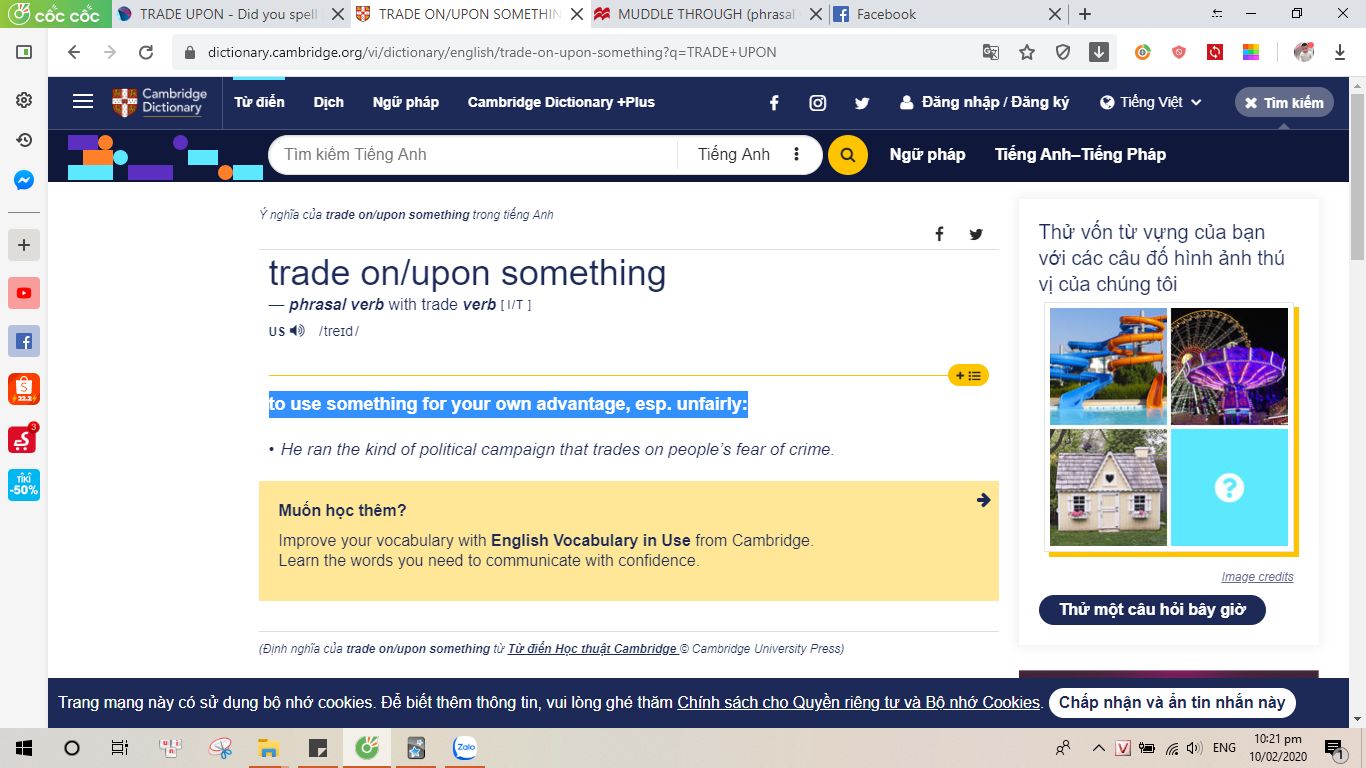 cốc cốc
TRADE UPON - Did you spell
TRADE ON/UPON SOMETHIN
MUDDLE THROUGH (phrasal
Facebook
dictionary.cambridge.org/vi/dictionary/english/trade-on-upon-something?q=TRADE+UPON
Cambridge
Dictionary
Từ điển
Dịch
Ngữ pháp
Cambridge Dictionary +Plus
Đăng nhập / Đăng ký
Tiếng Việt
Tìm kiếm
Tìm kiếm Tiếng Anh
Tiếng Anh
Ngữ pháp
Tiếng Anh–Tiếng Pháp
Ý nghĩa của trade on/upon something trong tiếng Anh
trade on/upon something
— phrasal verb with trade verb [ I/T ]
US /treɪd/
to use something for your own advantage, esp. unfairly:
• He ran the kind of political campaign that trades on people’s fear of crime.
Muốn học thêm?
Improve your vocabulary with English Vocabulary in Use from Cambridge.
Learn the words you need to communicate with confidence.
(Định nghĩa của trade on/upon something từ Từ điển Học thuật Cambridge © Cambridge University Press)
Thử vốn từ vựng của bạn
với các câu đố hình ảnh thú
vị của chúng tôi
?
Image credits
Thử một câu hỏi bây giờ
22.2
3
TIKI
-50%
Trang mạng này có sử dụng bộ nhớ cookies. Để biết thêm thông tin, vui lòng ghé thăm Chính sách cho Quyền riêng tư và Bộ nhớ Cookies.
Chấp nhận và ẩn tin nhắn này
Zalo
V
ENG
10:21 pm
10/02/2020
1